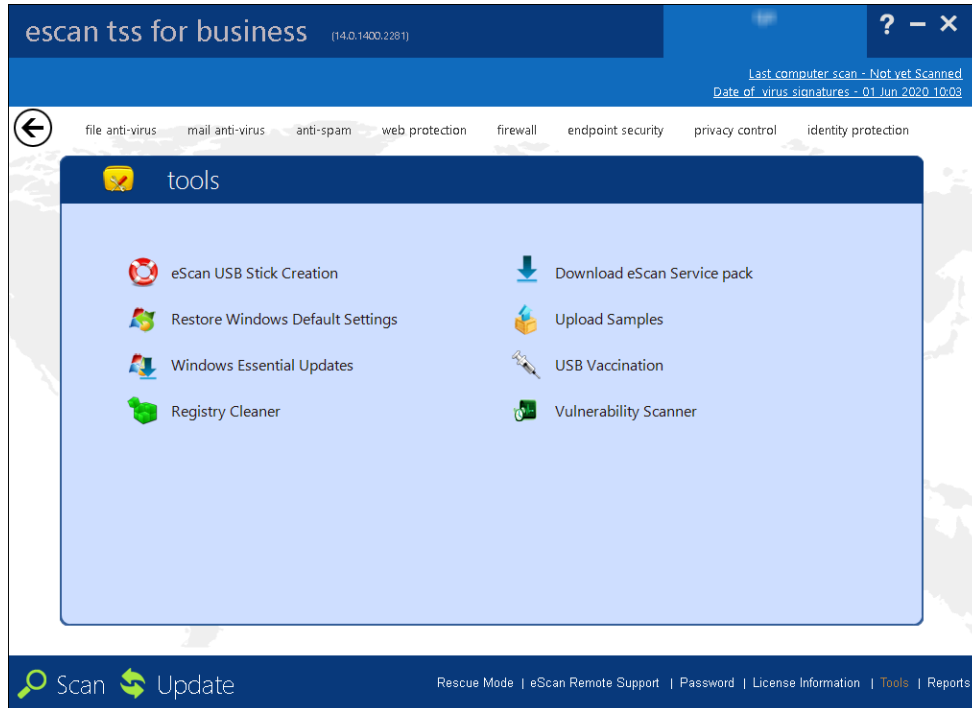 escan tss for business (14.0.1400.2281)
? – ×
Last computer scan - Not yet Scanned
Date of virus signatures - 01 Jun 2020 10:03
file anti-virus mail anti-virus anti-spam web protection firewall endpoint security privacy control identity protection
tools
eScan USB Stick Creation Download eScan Service pack
Restore Windows Default Settings Upload Samples
Windows Essential Updates USB Vaccination
Registry Cleaner Vulnerability Scanner
Scan Update Rescue Mode | eScan Remote Support | Password | License Information | Tools | Reports